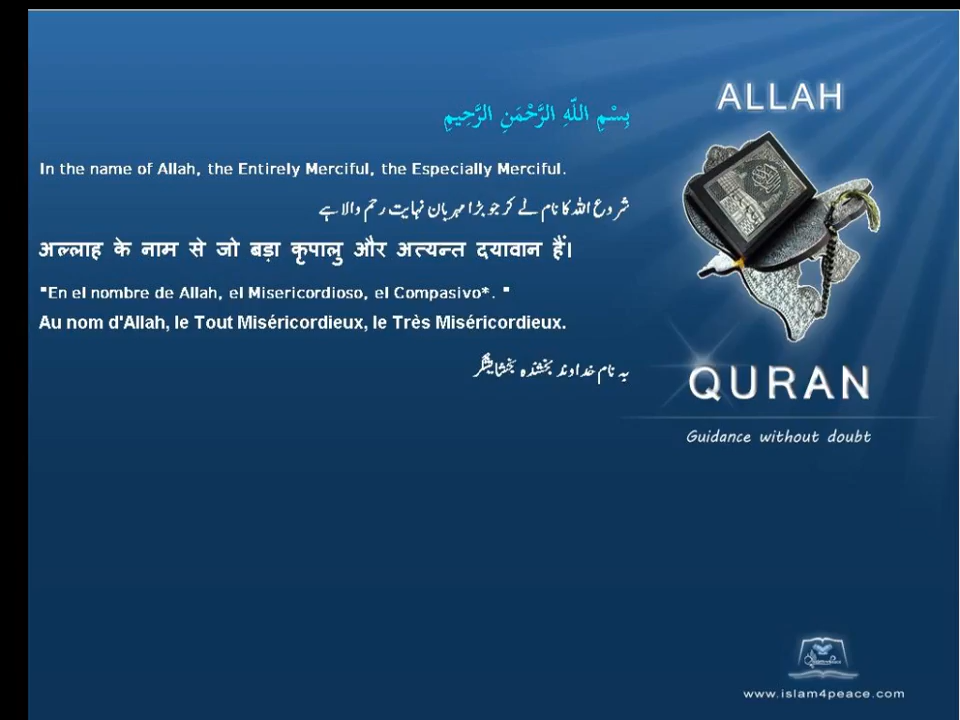 بِسْمِ اللَّهِ الرَّحْمَنِ الرَّحِيمِ
In the name of Allah, the Entirely Merciful, the Especially Merciful.
شروع الله کا نام لے کر جو بڑا مہربان نہایت رحم والا ہے
अल्लाह के नाम से जो बड़ा कृपालु और अत्यन्त दयावान हैं।
"En el nombre de Allah, el Misericordioso, el Compasivo*. "
Au nom d'Allah, le Tout Miséricordieux, le Très Miséricordieux.
به نام خداوند بخشنده بخشایشگر
ALLAH
QURAN
Guidance without doubt
www.islam4peace.com